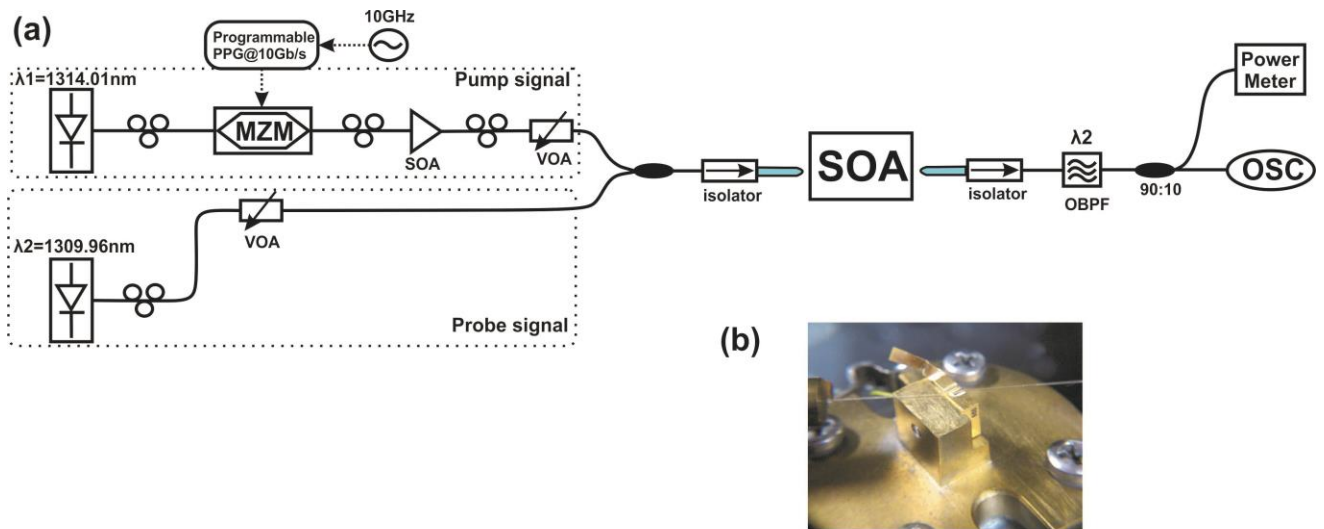 (a)
10GHz
Programmable
PPG@10Gb/s
λ1=1314.01nm
Pump signal
MZM
SOA
VOA
Power
Meter
λ2
SOA
isolator
isolator
OBPF
90:10
OSC
VOA
λ2=1309.96nm
Probe signal
(b)